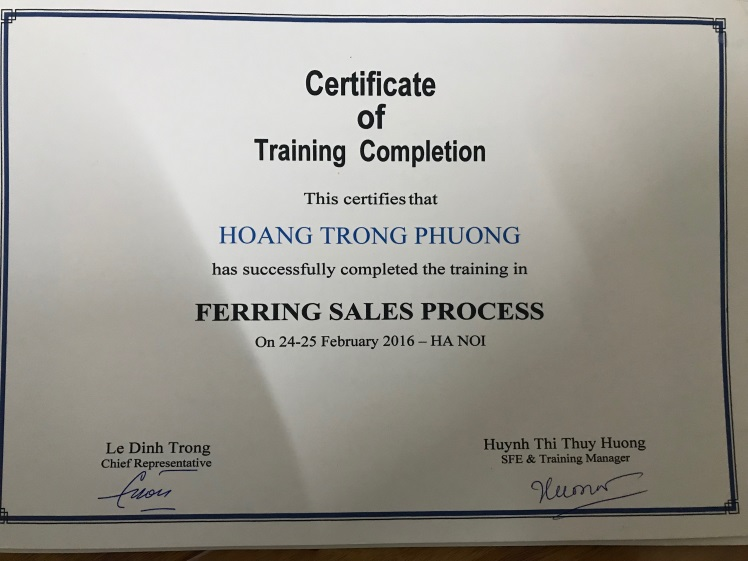 Certificate
of
Training Completion
This certifies that
HOANG TRONG PHUONG
has successfully completed the training in
FERRING SALES PROCESS
On 24-25 February 2016 – HA NOI
Le Dinh Trong
Chief Representative
Huynh Thi Thuy Huong
SFE & Training Manager